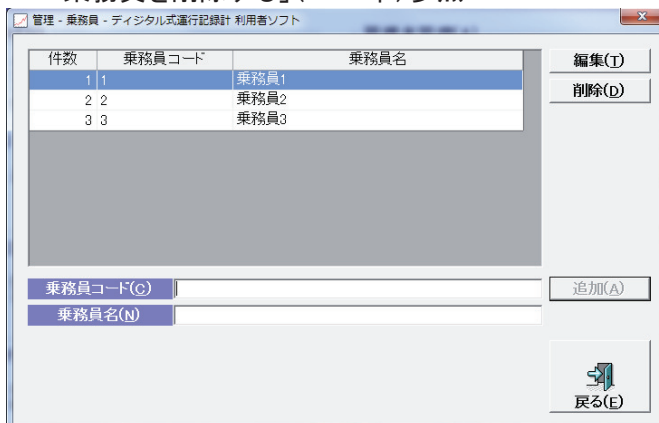 管理 - 乗務員 - ディジタル式運行記録計 利用者ソフト
件数 乗務員コード 乗務員名
1 1 乗務員1
2 2 乗務員2
3 3 乗務員3
編集(T)
削除(D)
乗務員コード(C)
追加(A)
乗務員名(N)
戻る(E)